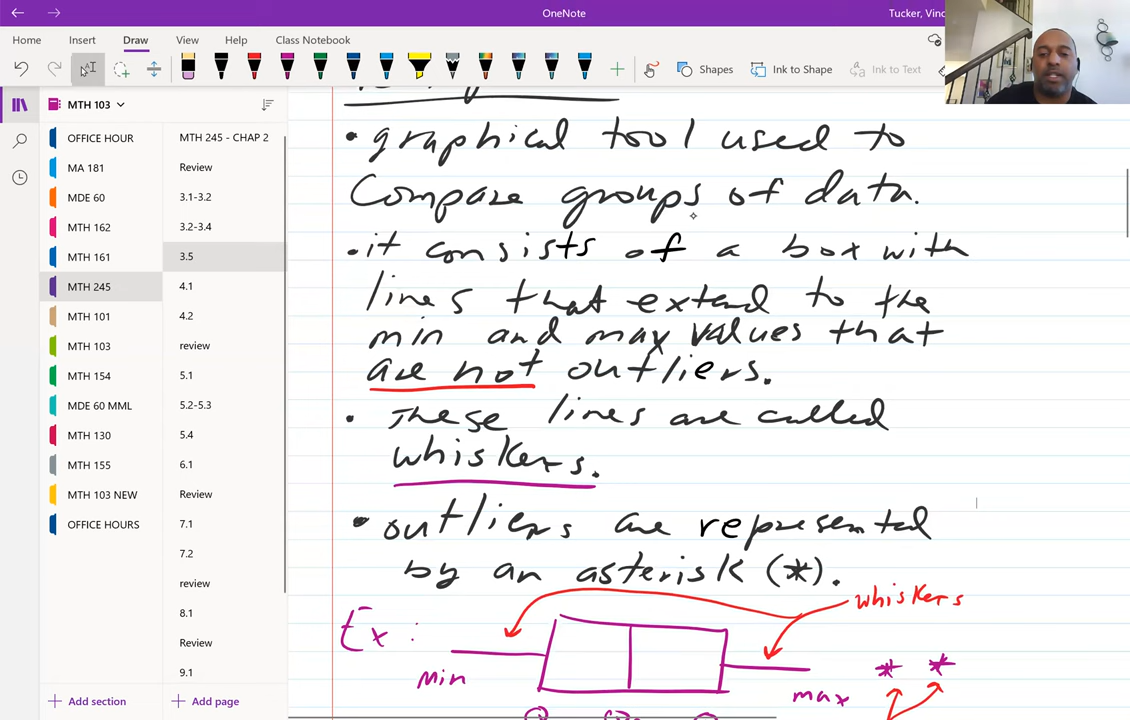 OneNote
Tucker, Vinc
Home
Insert
Draw
View
Help
Class Notebook
Shapes
Ink to Shape
Ink to Text
MTH 103
OFFICE HOUR
MA 181
MDE 60
MTH 162
MTH 161
MTH 245
MTH 101
MTH 103
MTH 154
MDE 60 MML
MTH 130
MTH 155
MTH 103 NEW
OFFICE HOURS
Add section
MTH 245 - CHAP 2
Review
3.1-3.2
3.2-3.4
3.5
4.1
4.2
review
5.1
5.2-5.3
5.4
6.1
Review
7.1
7.2
review
8.1
Review
9.1
Add page
• graphical tool used to
Compare groups of data.
• it consists of a box with
lines that extend to the
min and max values that
are not outliers.
• These lines are called
whiskers.
• outliers are represented
by an asterisk (*).
whiskers
Ex:
min
max
* *